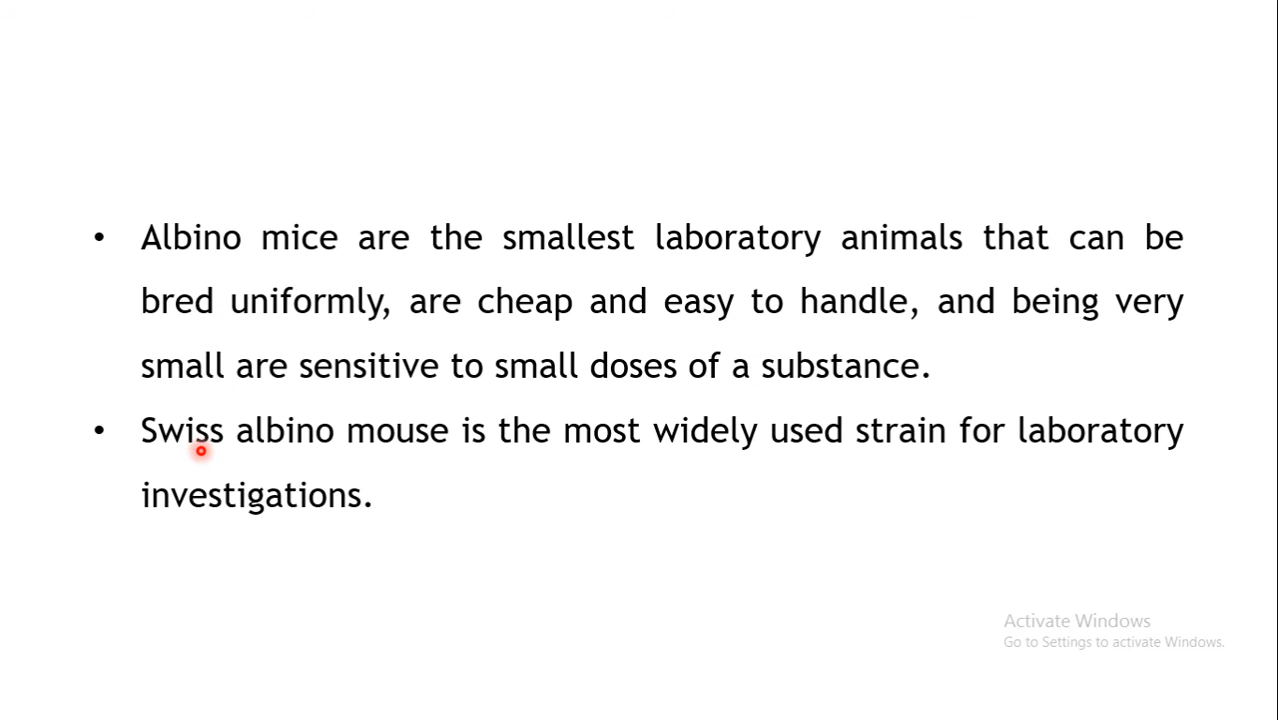 • Albino mice are the smallest laboratory animals that can be
bred uniformly, are cheap and easy to handle, and being very
small are sensitive to small doses of a substance.
• Swiss albino mouse is the most widely used strain for laboratory
investigations.
Activate Windows
Go to Settings to activate Windows.